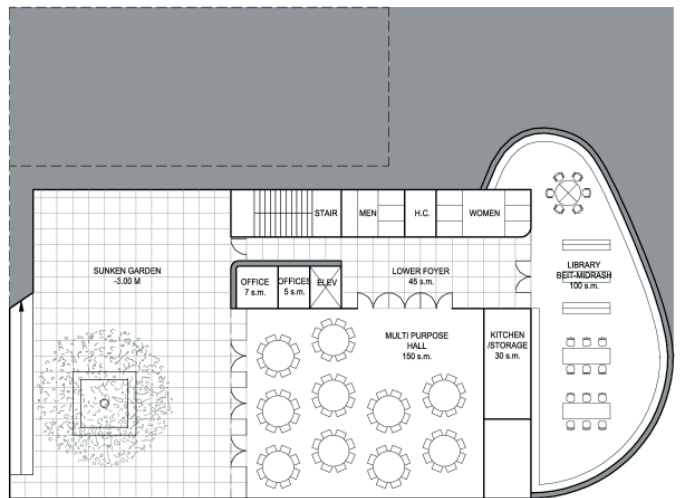 STAIR
MEN
H.C.
WOMEN
SUNKEN GARDEN
-3.00 M
OFFICE
7 s.m.
OFFICES
5 s.m.
ELEV
LOWER FOYER
45 s.m.
LIBRARY
BEIT-MIDRASH
100 s.m.
MULTI PURPOSE
HALL
150 s.m.
KITCHEN
/STORAGE
30 s.m.